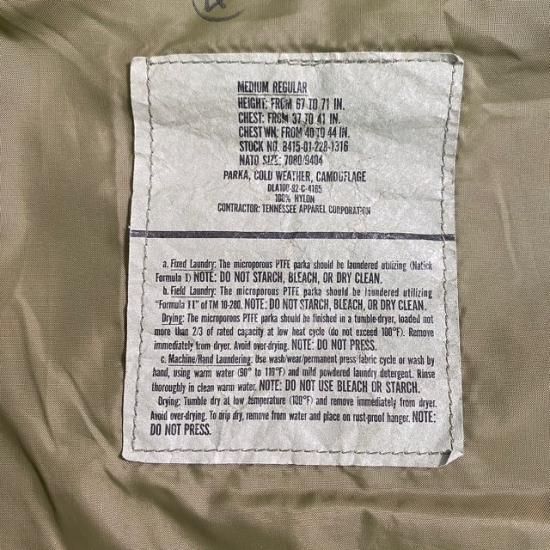 MEDIUM REGULAR
HEIGHT: FROM 67 TO 71 IN.
CHEST: FROM 37 TO 41 IN.
CHEST WN: FROM 40 TO 44 IN.
STOCK NO. 8415-01-228-1316
NATO SIZE: 7080/9404
PARKA, COLD WEATHER, CAMOUFLAGE
DLA100-92-C-4165
100% NYLON
CONTRACTOR: TENNESSEE APPAREL CORPORATION
a. Fixed Laundry: The microporous PTFE parka should be laundered utilizing (Natick
Formula 1) NOTE: DO NOT STARCH, BLEACH, OR DRY CLEAN.
b. Field Laundry: The microporous PTFE parka should be laundered utilizing
"Formula II" of TM 10-280. NOTE: DO NOT STARCH, BLEACH, OR DRY CLEAN.
Drying: The microporous PTFE parka should be finished in a tumble-dryer, loaded not
more than 2/3 of rated capacity at low heat cycle (do not exceed 100°F). Remove
immediately from dryer. Avoid over-drying. NOTE: DO NOT PRESS.
c. Machine/Hand Laundering: Use wash/wear/permanent press fabric cycle or wash by
hand, using warm water (90° to 110°F) and mild powdered laundry detergent. Rinse
thoroughly in clean warm water. NOTE: DO NOT USE BLEACH OR STARCH.
Drying: Tumble dry at low temperature (100°F) and remove immediately from dryer.
Avoid over-drying. To drip dry, remove from water and place on rust-proof hanger. NOTE:
DO NOT PRESS.